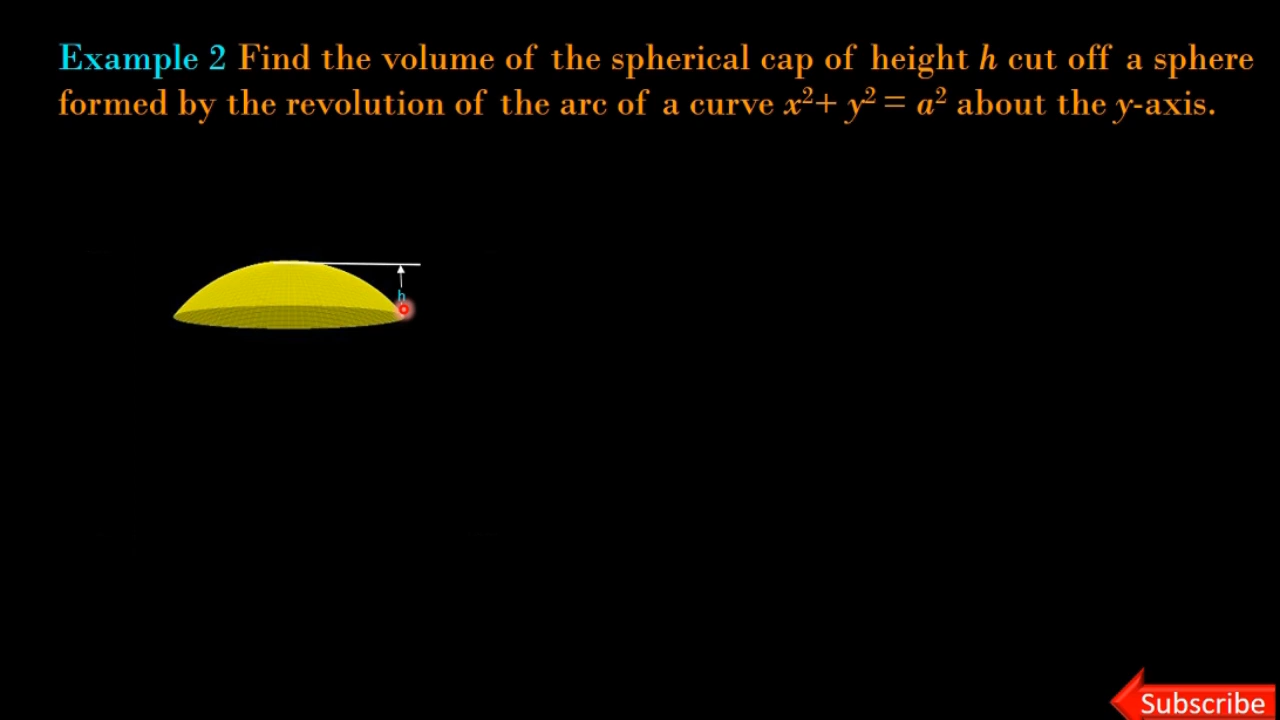 Example 2 Find the volume of the spherical cap of height h cut off a sphere
formed by the revolution of the arc of a curve x²+ y² = a² about the y-axis.
h
Subscribe